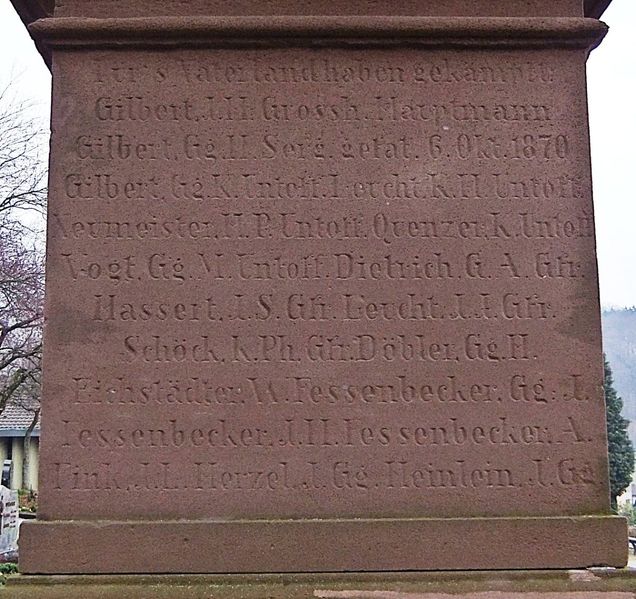 Für's Vaterland haben gekämpft:
Gilbert, J.H. Grossh. Hauptmann
Gilbert, Gg. H. Serg. gefal. 6. Okt. 1870
Gilbert, Gg. K. Untoff. Leucht, K. H. Untoff.
Neumeister, H. P. Untoff. Quenzer, K. Untoff
Vogt, Gg. M. Untoff. Dietrich, G. A. Gfr.
Hassert, J. S. Gfr. Leucht, J. J. Gfr.
Schöck, K. Ph. Gfr. Döbler, Gg. H.
Eichstädter, W. Fessenbecker, Gg. J.
Fessenbecker, J. H. Fessenbecker, A.
Fink, J. L. Herzel, J. Gg. Heinlein, J. Gg.